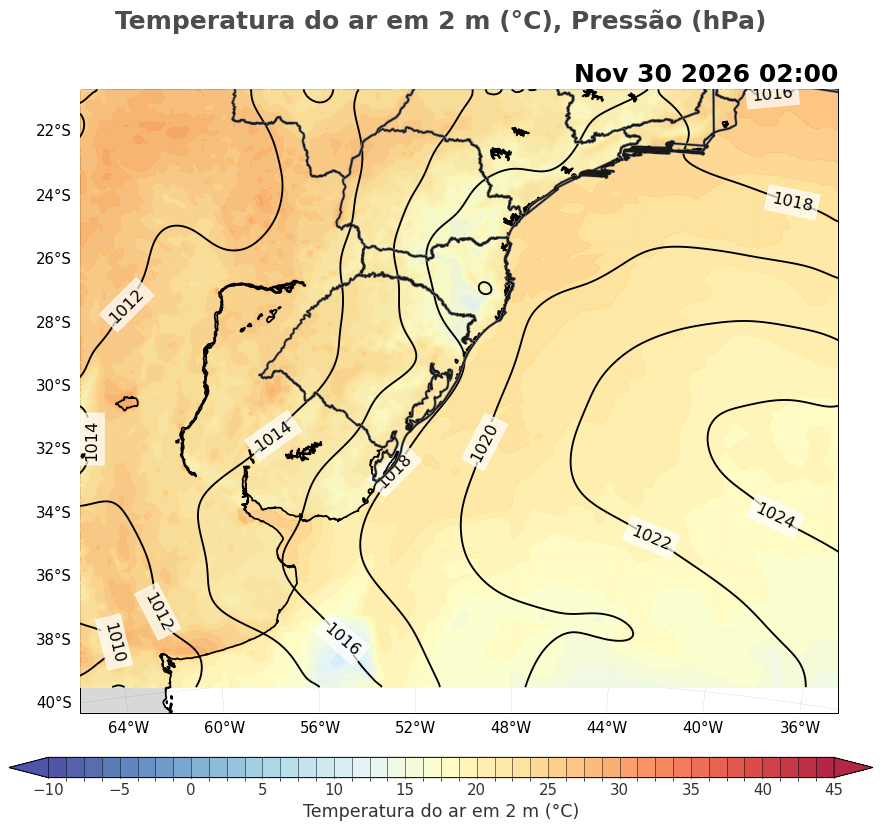 Temperatura do ar em 2 m (°C), Pressão (hPa)
Nov 30 2026 02:00
1016
22°S
24°S
1018
26°S
1012
28°S
30°S
1014
1014
1020
32°S
1018
34°S
1024
1022
36°S
1012
1010
1016
38°S
40°S
64°W 60°W 56°W 52°W 48°W 44°W 40°W 36°W
−10 −5 0 5 10 15 20 25 30 35 40 45
Temperatura do ar em 2 m (°C)